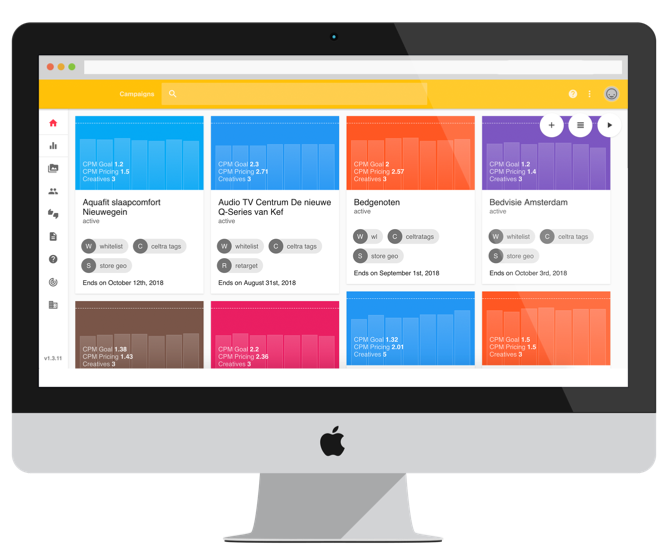 Campaigns
CPM Goal 1.2
CPM Pricing 1.5
Creatives 3
Aquafit slaapcomfort
Nieuwegein
active
W whitelist C celtra tags
S store geo
Ends on October 12th, 2018
CPM Goal 2.3
CPM Pricing 2.71
Creatives 3
Audio TV Centrum De nieuwe
Q-Series van Kef
active
W whitelist C celtra tags
R retarget
Ends on August 31st, 2018
CPM Goal 2
CPM Pricing 2.57
Creatives 3
Bedgenoten
active
W wl C celtratags
S store geo
Ends on September 1st, 2018
CPM Goal 1.2
CPM Pricing 1.4
Creatives 3
Bedvisie Amsterdam
active
W whitelist C celtra tags
S store geo
Ends on October 3rd, 2018
CPM Goal 1.38
CPM Pricing 1.43
Creatives 3
CPM Goal 2.2
CPM Pricing 2.36
Creatives 3
CPM Goal 1.32
CPM Pricing 2.01
Creatives 5
CPM Goal 1.5
CPM Pricing 1.5
Creatives 3
v1.3.11